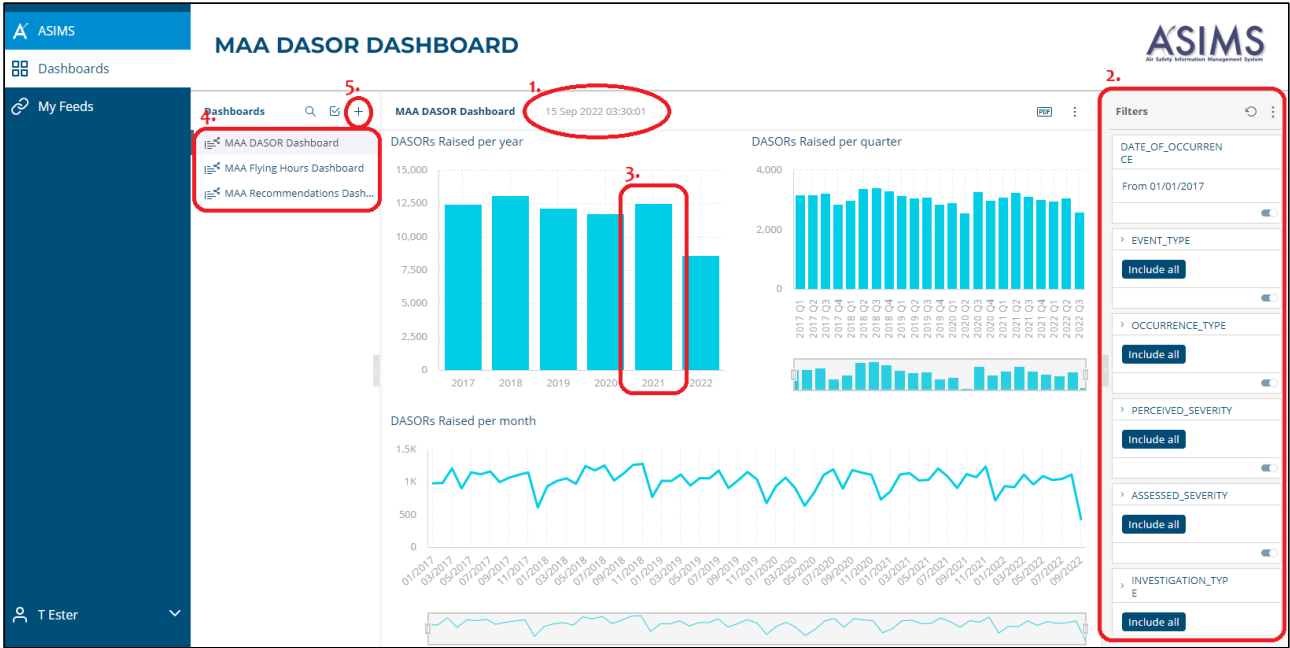 ASIMS
Dashboards
My Feeds
T Ester
MAA DASOR DASHBOARD
ASIMS
Air Safety Information Management System
5.
1.
2.
Dashboards
4.
MAA DASOR Dashboard
MAA Flying Hours Dashboard
MAA Recommendations Dash...
MAA DASOR Dashboard
15 Sep 2022 03:30:01
PDF
DASORs Raised per year
3.
15,000
12,500
10,000
7,500
5,000
2,500
0
2017 2018 2019 2020 2021 2022
DASORs Raised per quarter
4,000
2,000
0
2017 Q1 2017 Q2 2017 Q3 2017 Q4 2018 Q1 2018 Q2 2018 Q3 2018 Q4 2019 Q1 2019 Q2 2019 Q3 2019 Q4 2020 Q1 2020 Q2 2020 Q3 2020 Q4 2021 Q1 2021 Q2 2021 Q3 2021 Q4 2022 Q1 2022 Q2 2022 Q3
DASORs Raised per month
1.5K
1K
500
0
01/2017 03/2017 05/2017 07/2017 09/2017 11/2017 01/2018 03/2018 05/2018 07/2018 09/2018 11/2018 01/2019 03/2019 05/2019 07/2019 09/2019 11/2019 01/2020 03/2020 05/2020 07/2020 09/2020 11/2020 01/2021 03/2021 05/2021 07/2021 09/2021 11/2021 01/2022 03/2022 05/2022 07/2022 09/2022
Filters
DATE_OF_OCCURREN
CE
From 01/01/2017
EVENT_TYPE
Include all
OCCURRENCE_TYPE
Include all
PERCEIVED_SEVERITY
Include all
ASSESSED_SEVERITY
Include all
INVESTIGATION_TYP
E
Include all